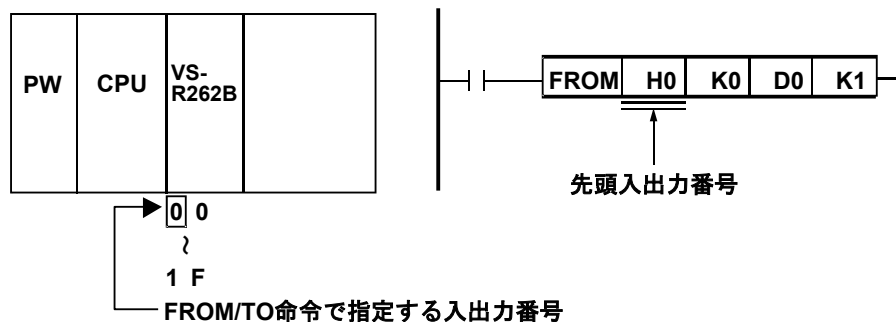 PW
CPU
VS-
R262B
0 0
~
1 F
FROM/TO命令で指定する入出力番号
FROM H0 K0 D0 K1
先頭入出力番号